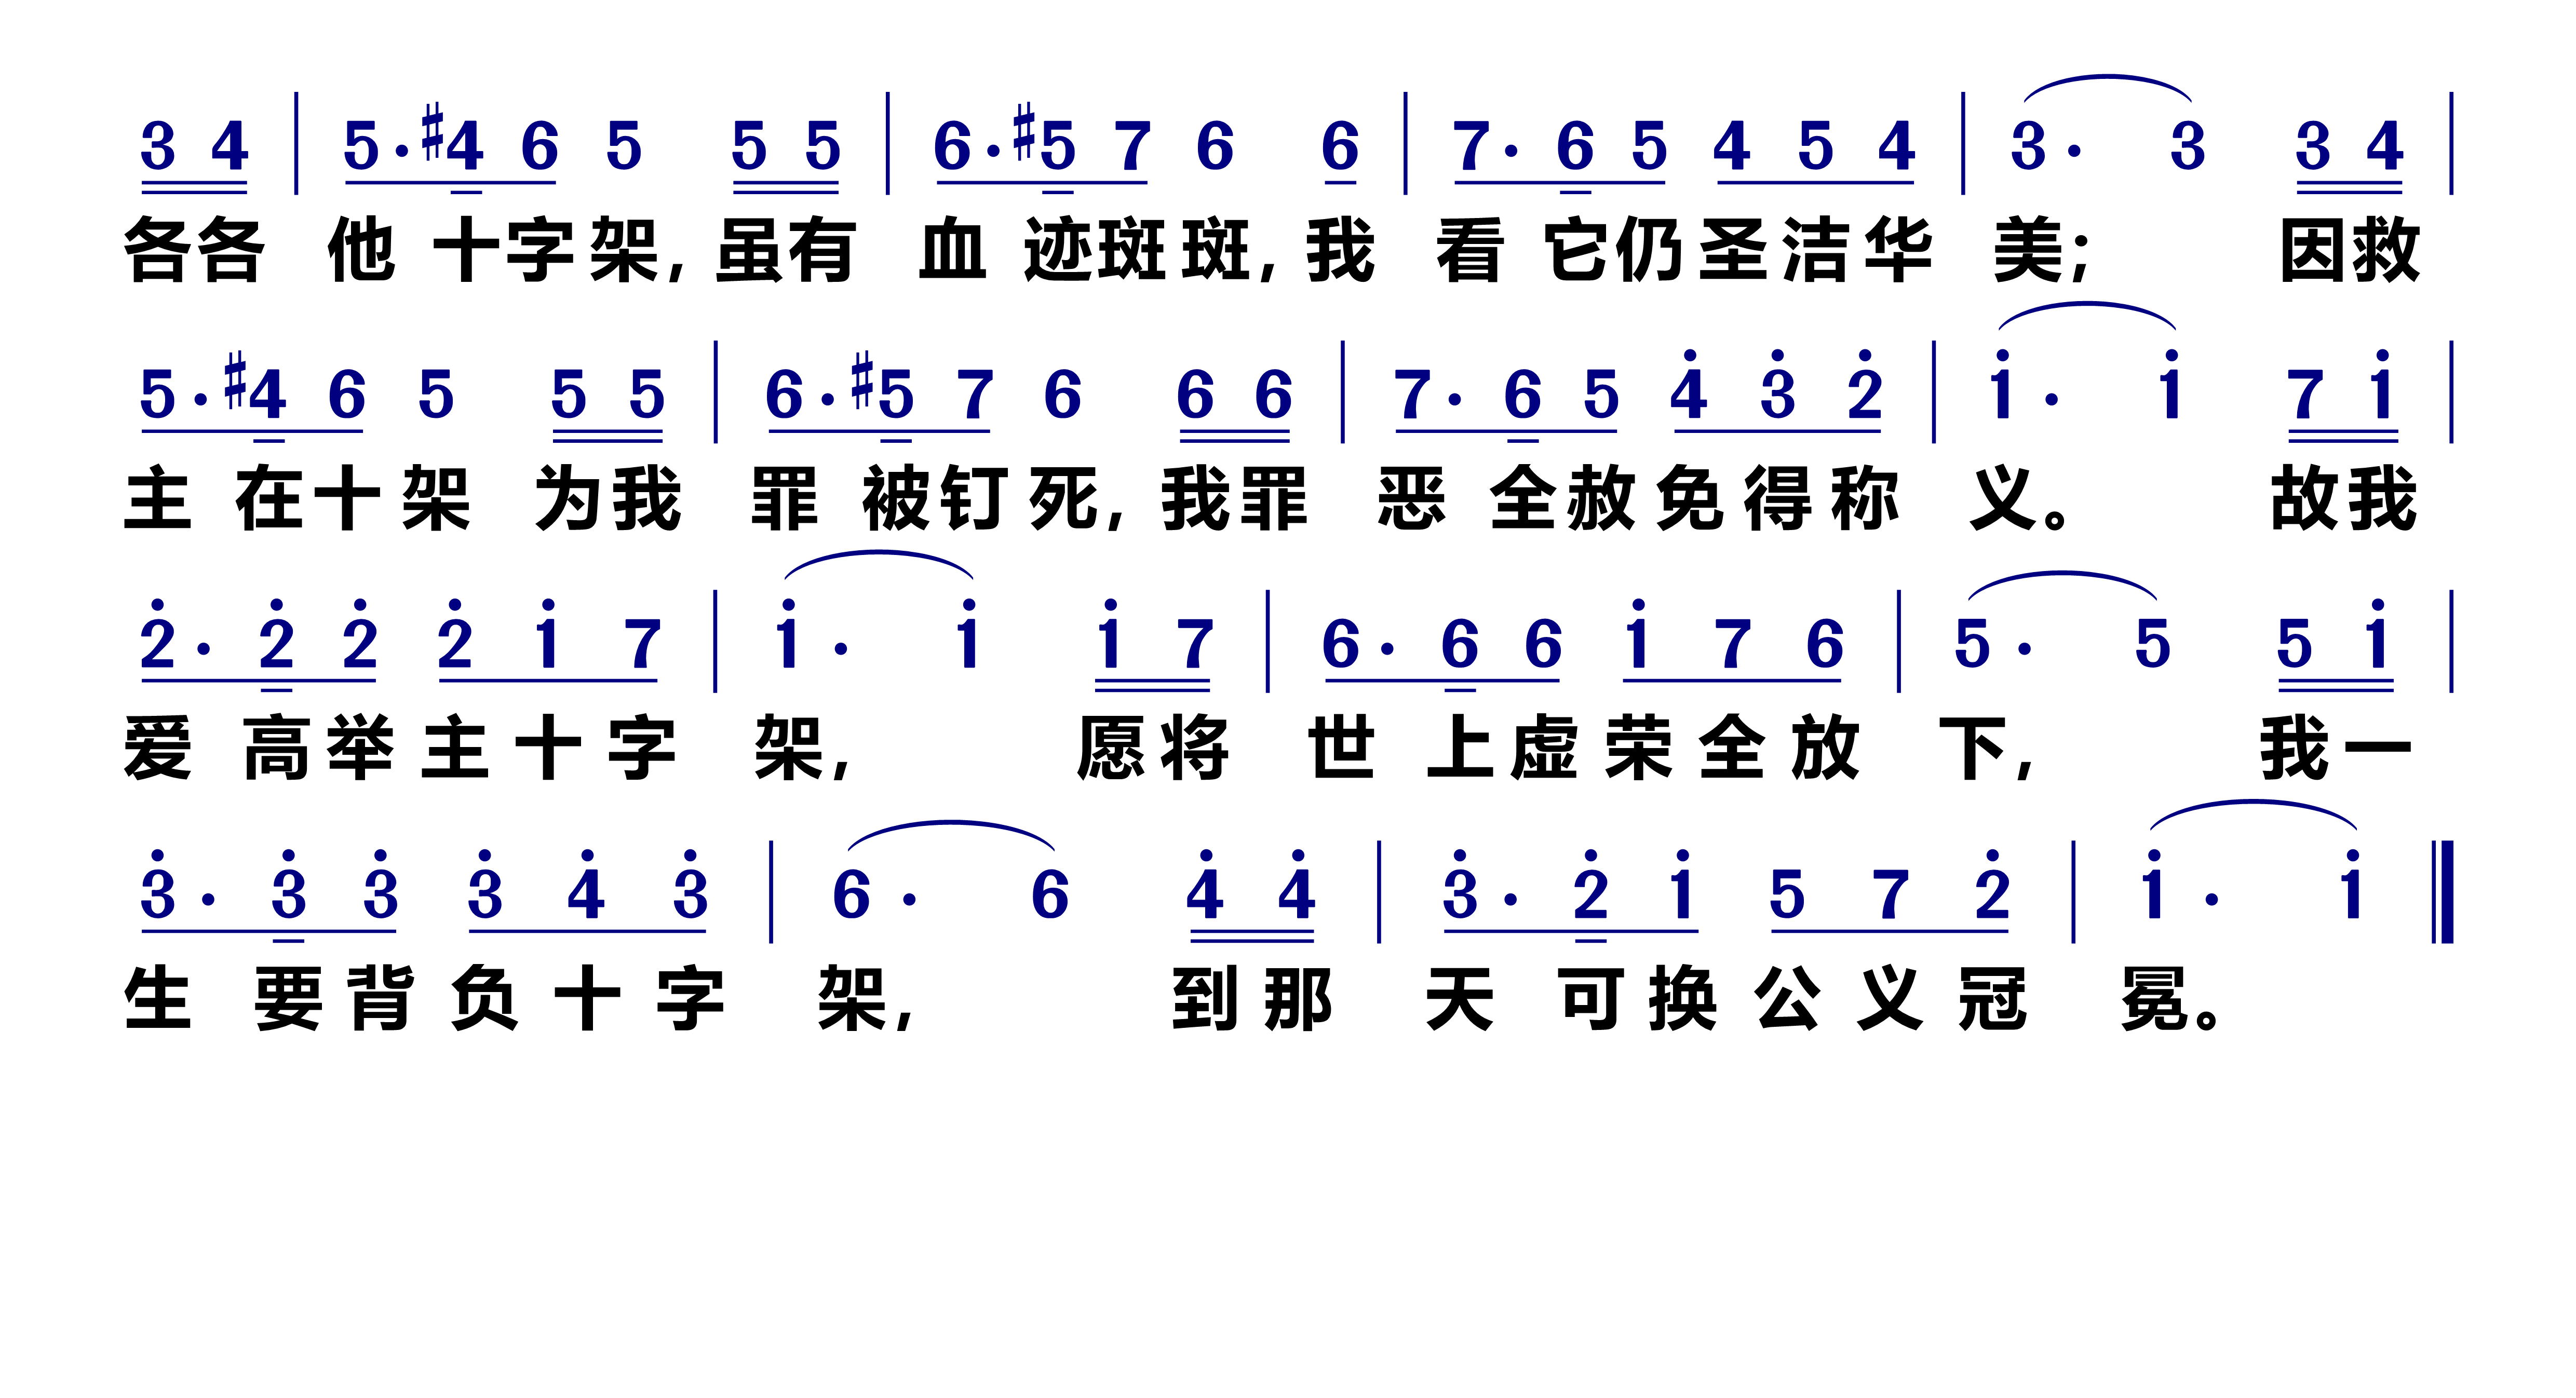 3 4 | 5·#4 6 5 5 5 | 6·#5 7 6 6 | 7·6 5 4 5 4 | 3· 3 3 4 |
各各他十字架，虽有血迹斑斑，我看它仍圣洁华美；因救
5·#4 6 5 5 5 | 6·#5 7 6 6 6 | 7·6 5 4̇ 3̇ 2̇ | 1̇· 1̇ 7 1̇ |
主在十架为我罪被钉死，我罪恶全赦免得称义。故我
2̇·2̇ 2̇ 2̇ 1̇ 7 | 1̇· 1̇ 1̇ 7 | 6·6 6 1̇ 7 6 | 5· 5 5 1̇ |
爱高举主十字架，愿将世上虚荣全放下，我一
3̇·3̇ 3̇ 3̇ 4̇ 3̇ | 6· 6 4̇ 4̇ | 3̇·2̇ 1̇ 5 7 2̇ | 1̇· 1̇ ‖
生要背负十字架，到那天可换公义冠冕。